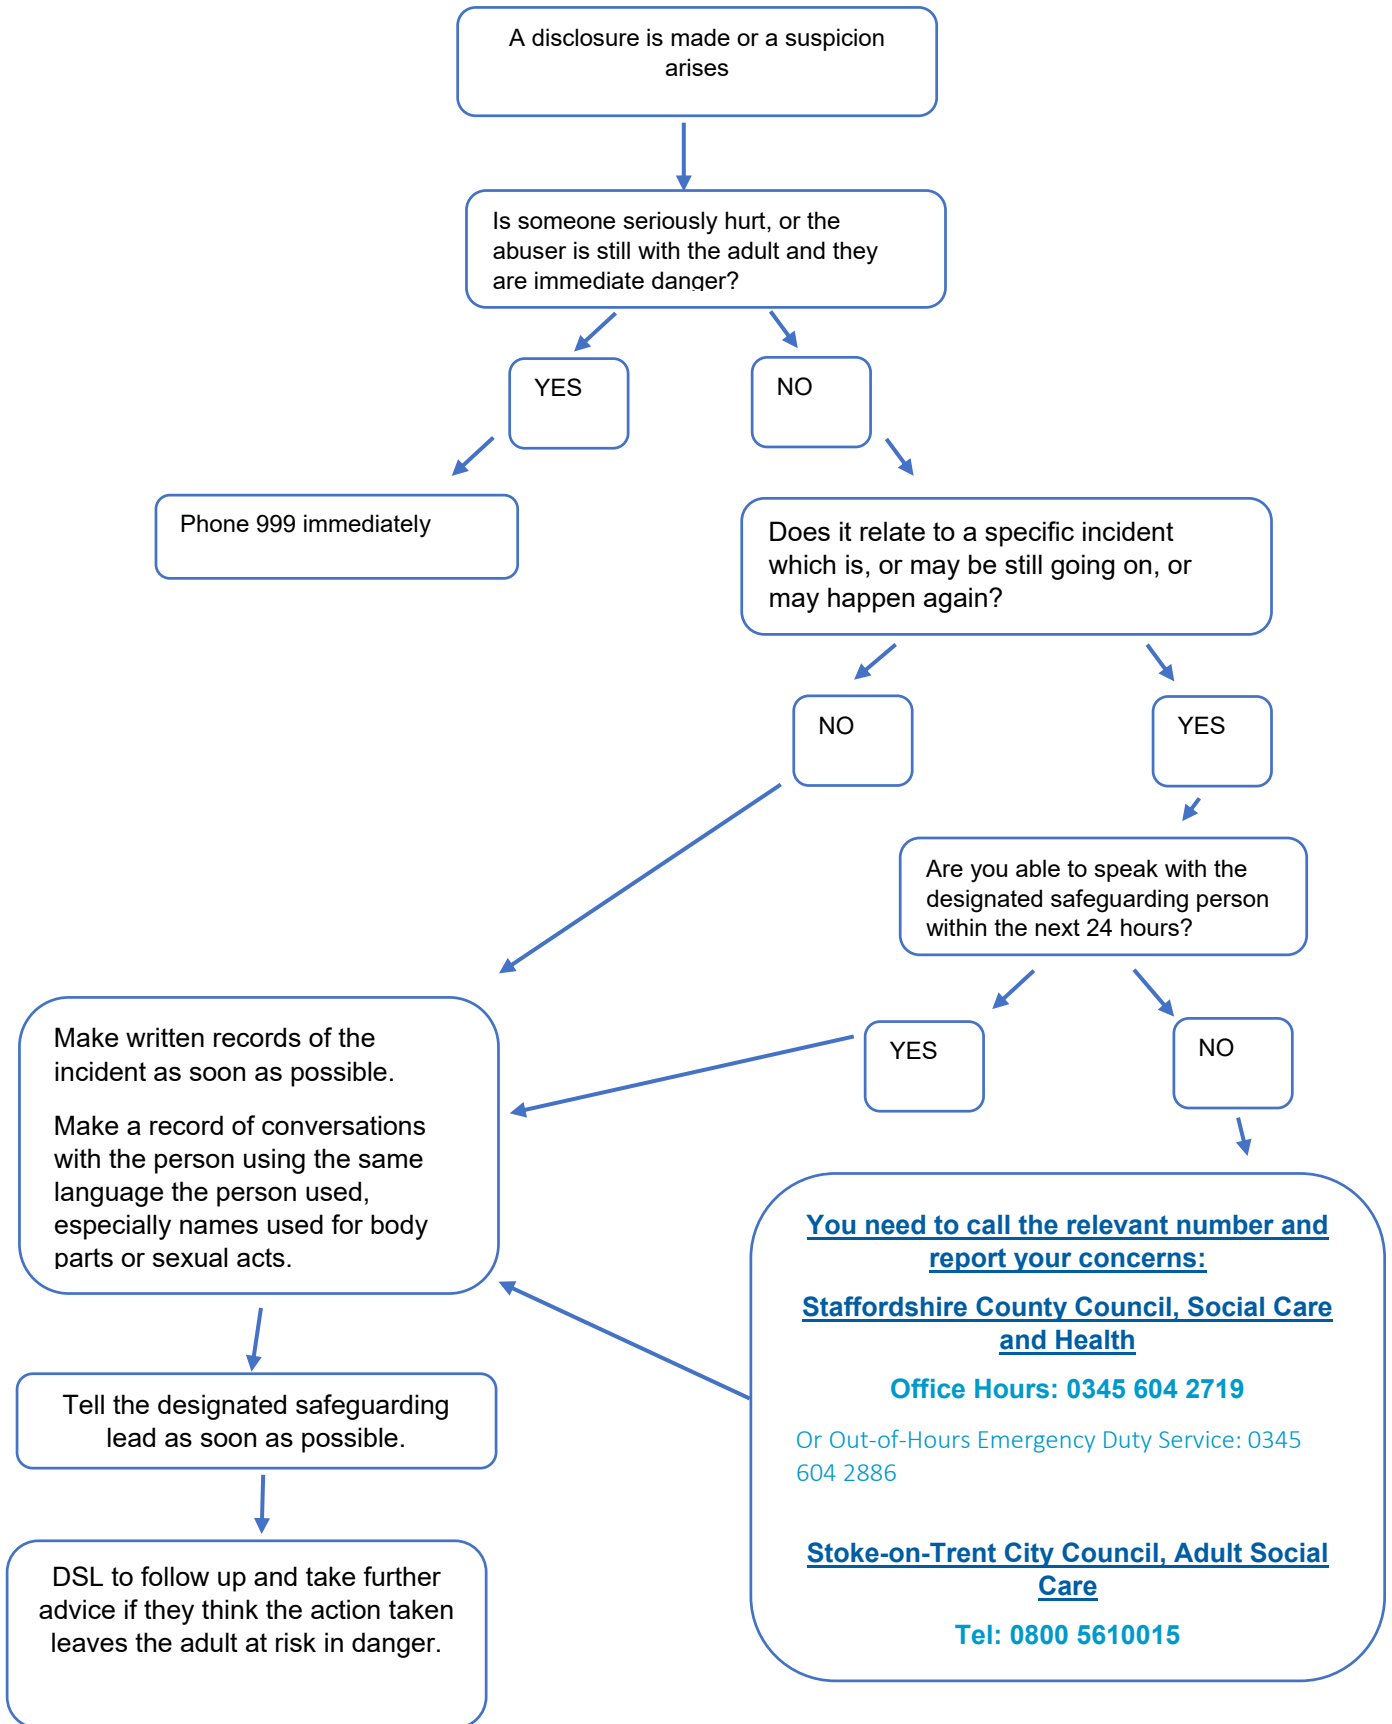 A disclosure is made or a suspicion
arises
Is someone seriously hurt, or the
abuser is still with the adult and they
are immediate danger?
YES
NO
Phone 999 immediately
Does it relate to a specific incident
which is, or may be still going on, or
may happen again?
NO
YES
Are you able to speak with the
designated safeguarding person
within the next 24 hours?
YES
NO
Make written records of the
incident as soon as possible.
Make a record of conversations
with the person using the same
language the person used,
especially names used for body
parts or sexual acts.
You need to call the relevant number and
report your concerns:
Staffordshire County Council, Social Care
and Health
Office Hours: 0345 604 2719
Or Out-of-Hours Emergency Duty Service: 0345
604 2886
Stoke-on-Trent City Council, Adult Social
Care
Tel: 0800 5610015
Tell the designated safeguarding
lead as soon as possible.
DSL to follow up and take further
advice if they think the action taken
leaves the adult at risk in danger.